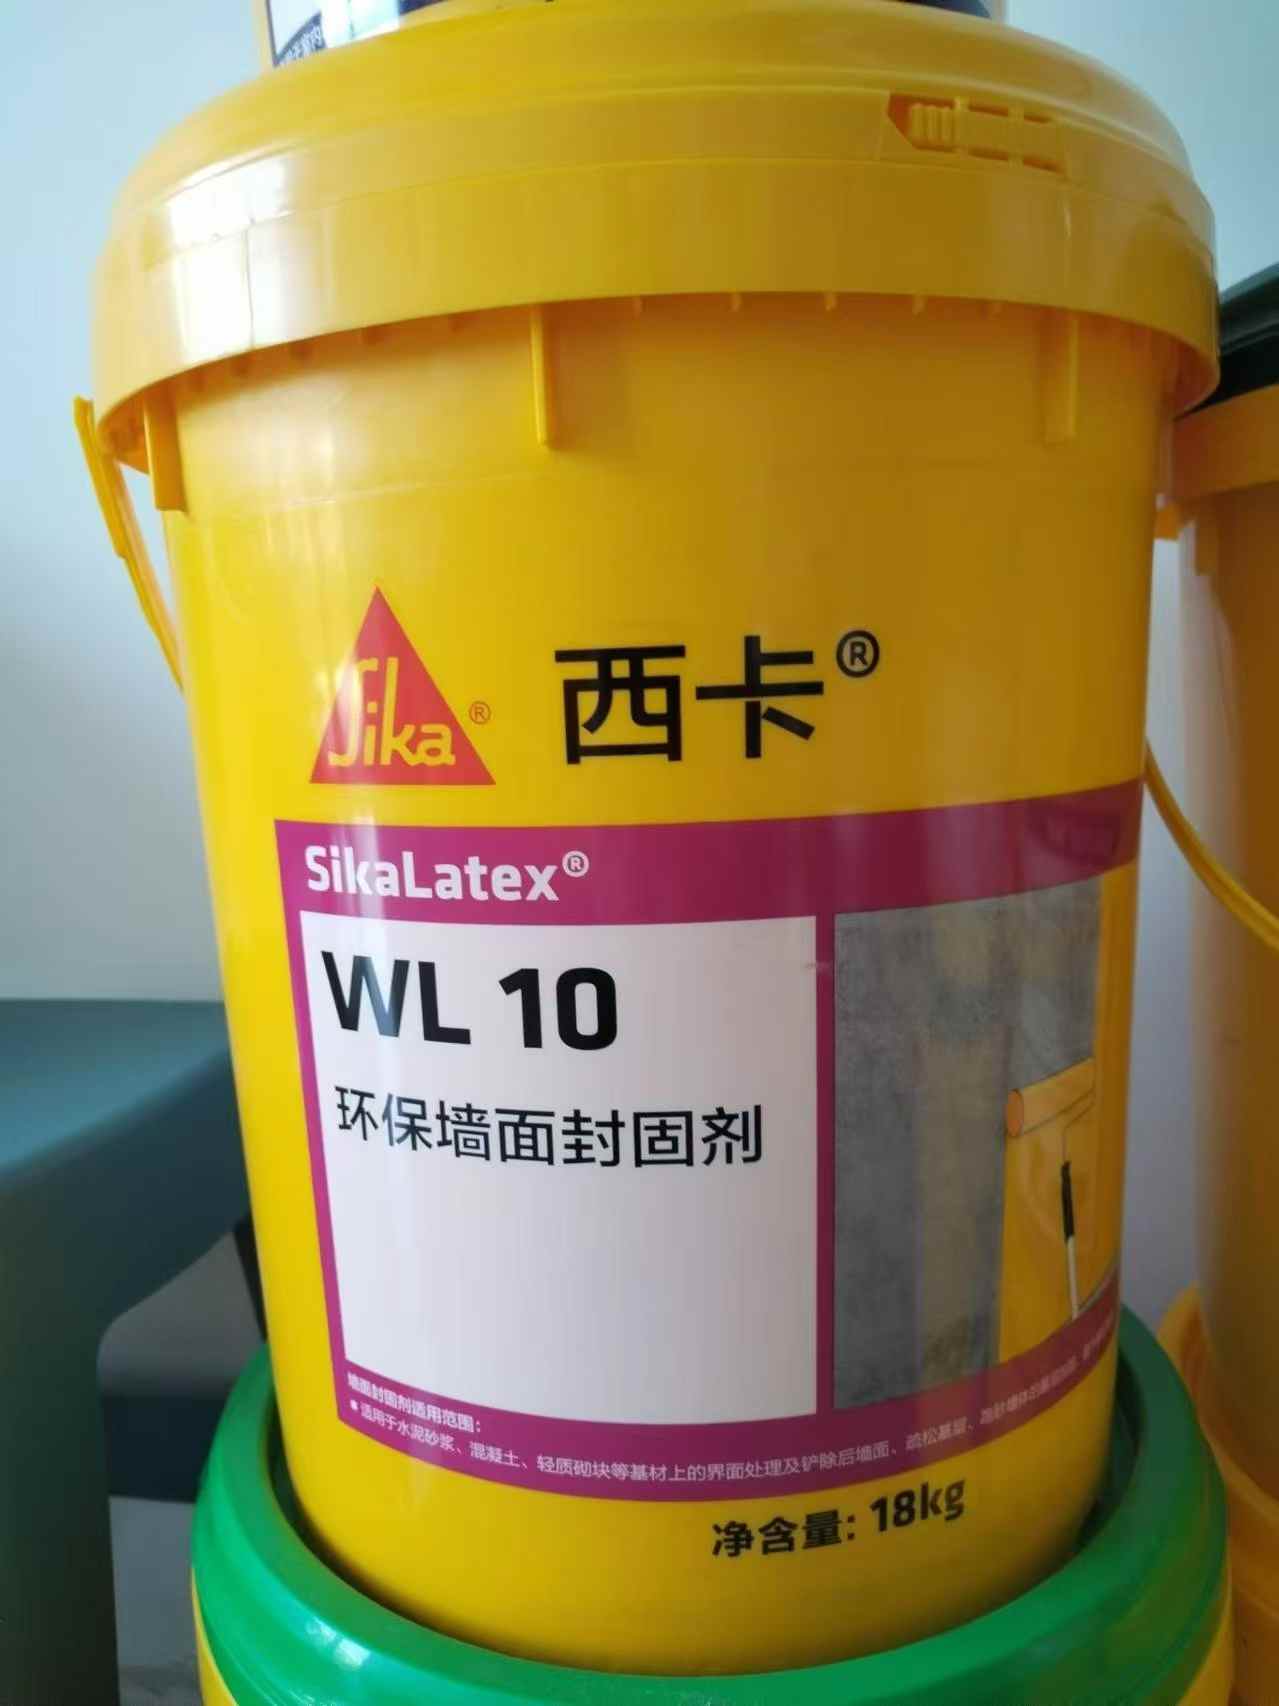 Sika®
西卡®
SikaLatex®
WL 10
环保墙面封固剂
墙面封固剂适用范围：
■ 适用于水泥砂浆、混凝土、轻质砌块等基材上的界面处理及铲除后墙面、疏松基层、
净含量: 18kg